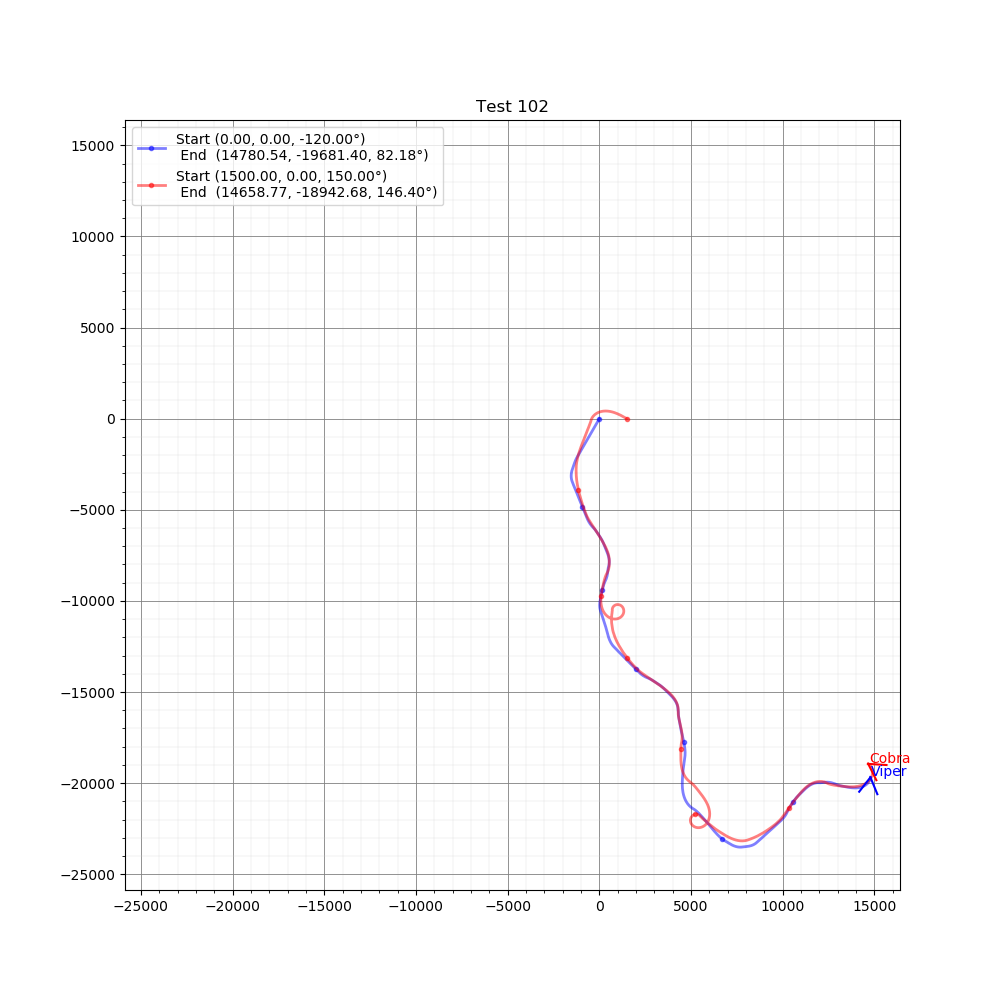 Test 102
Start (0.00, 0.00, -120.00°)
End (14780.54, -19681.40, 82.18°)
Start (1500.00, 0.00, 150.00°)
End (14658.77, -18942.68, 146.40°)
15000
10000
5000
0
−5000
−10000
−15000
−20000
−25000
Cobra
Viper
−25000 −20000 −15000 −10000 −5000 0 5000 10000 15000